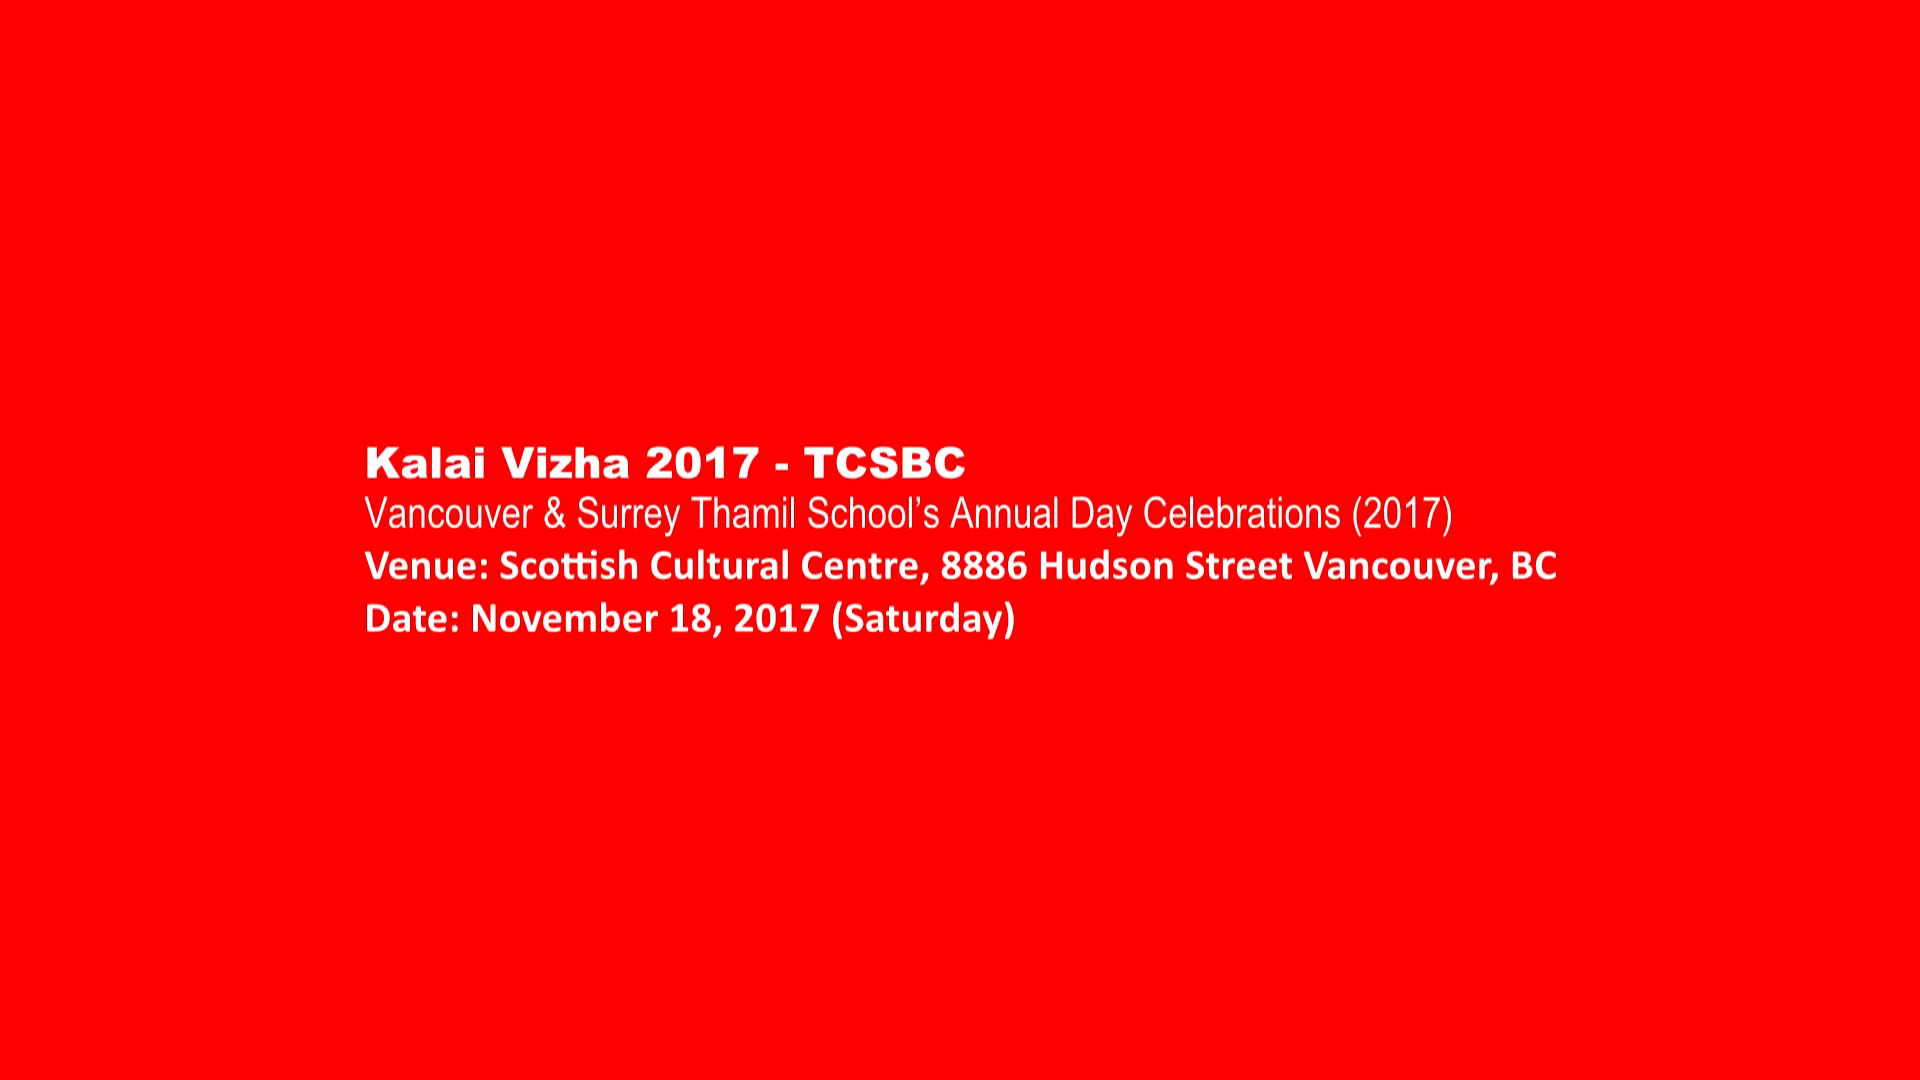 Kalai Vizha 2017 - TCSBC
Vancouver & Surrey Thamil School’s Annual Day Celebrations (2017)
Venue: Scottish Cultural Centre, 8886 Hudson Street Vancouver, BC
Date: November 18, 2017 (Saturday)